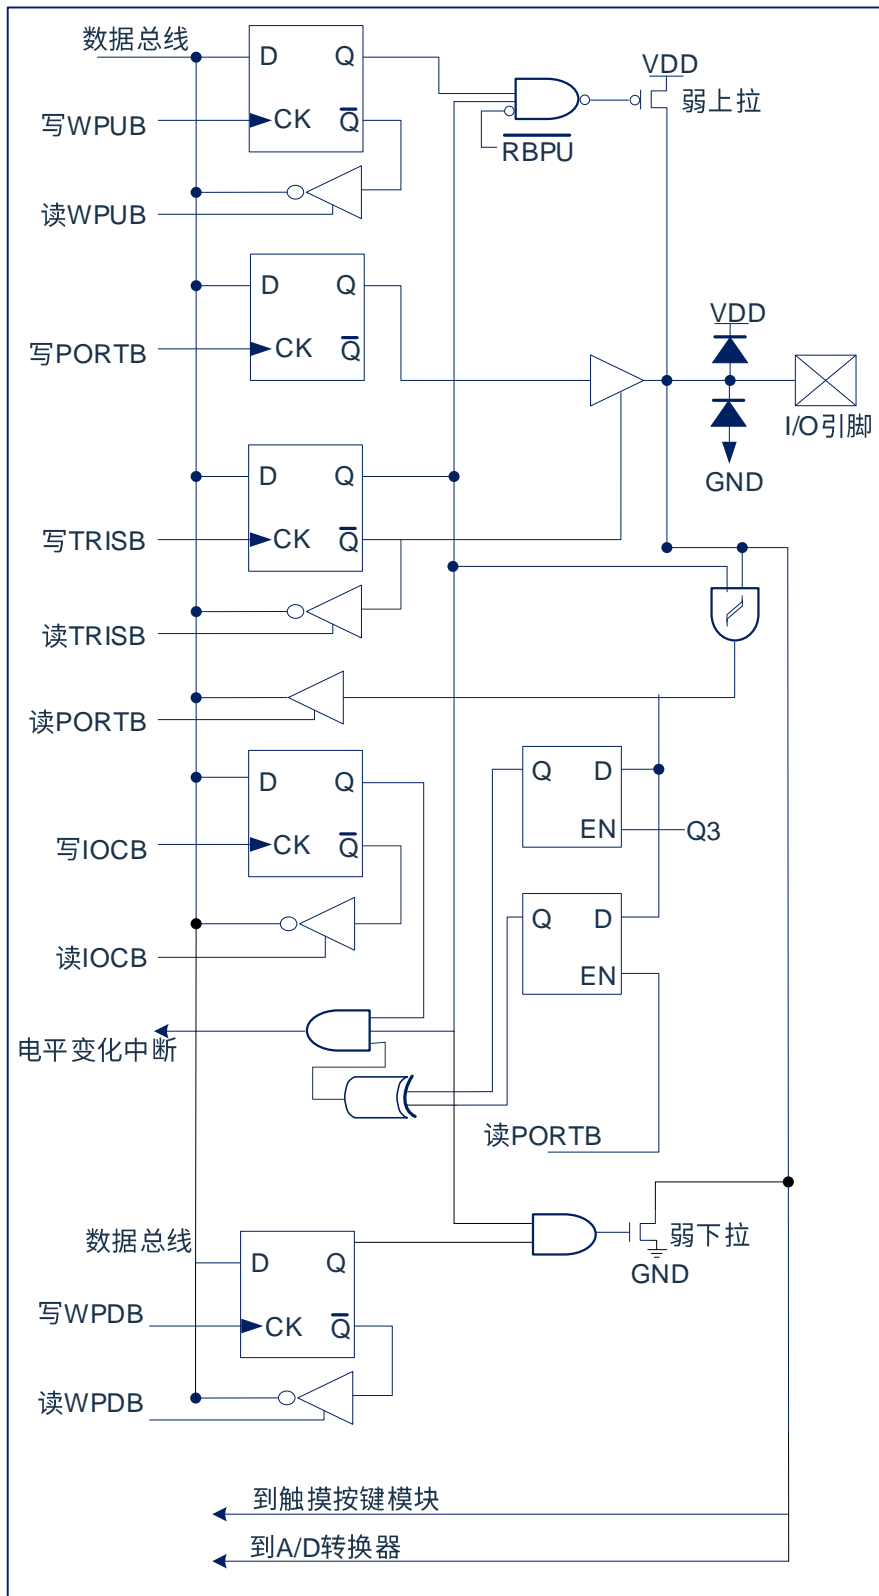 数据总线
D Q
VDD
弱上拉
写WPUB
CK Q
RBPU
读WPUB
D Q
VDD
写PORTB
CK Q
I/O引脚
D Q
GND
写TRISB
CK Q
读TRISB
读PORTB
D Q
Q D
写IOCB
CK Q
EN
Q3
Q D
读IOCB
EN
电平变化中断
读PORTB
数据总线
D Q
弱下拉
GND
写WPDB
CK Q
读WPDB
到触摸按键模块
到A/D转换器